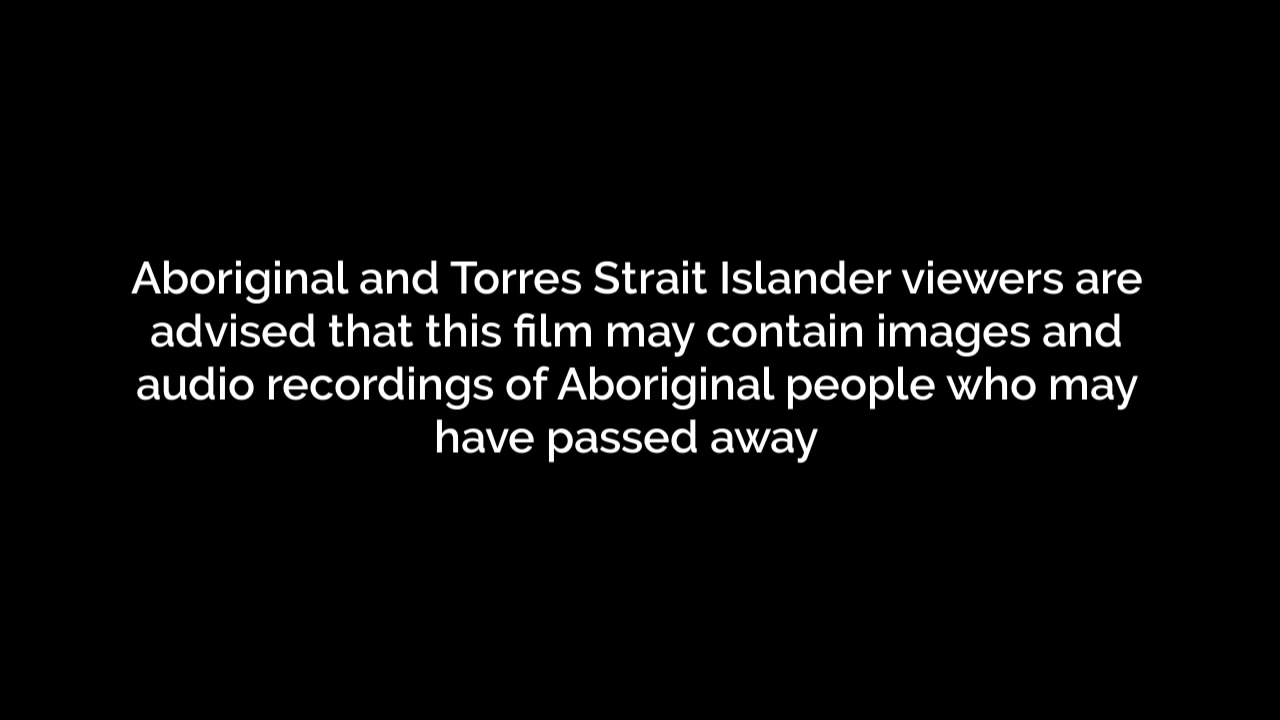 Aboriginal and Torres Strait Islander viewers are
advised that this film may contain images and
audio recordings of Aboriginal people who may
have passed away